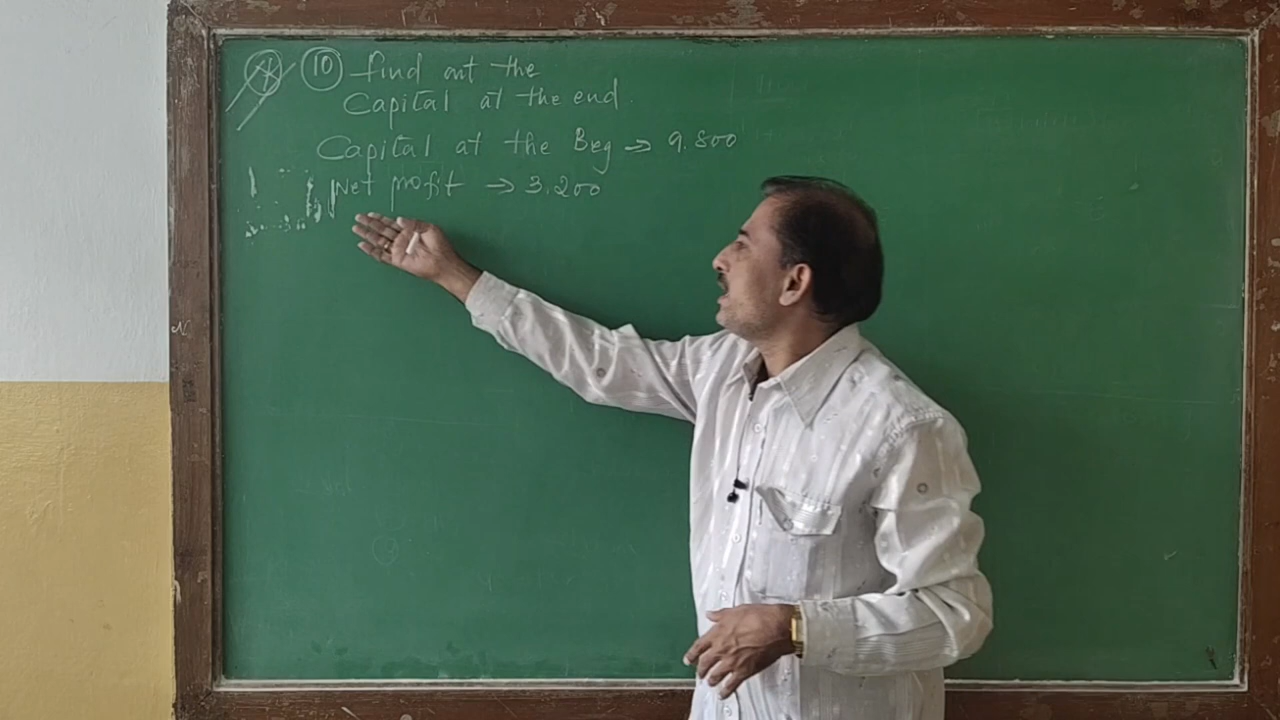 10 find out the
Capital at the end.
Capital at the Beg → 9.800
Net profit → 3.200